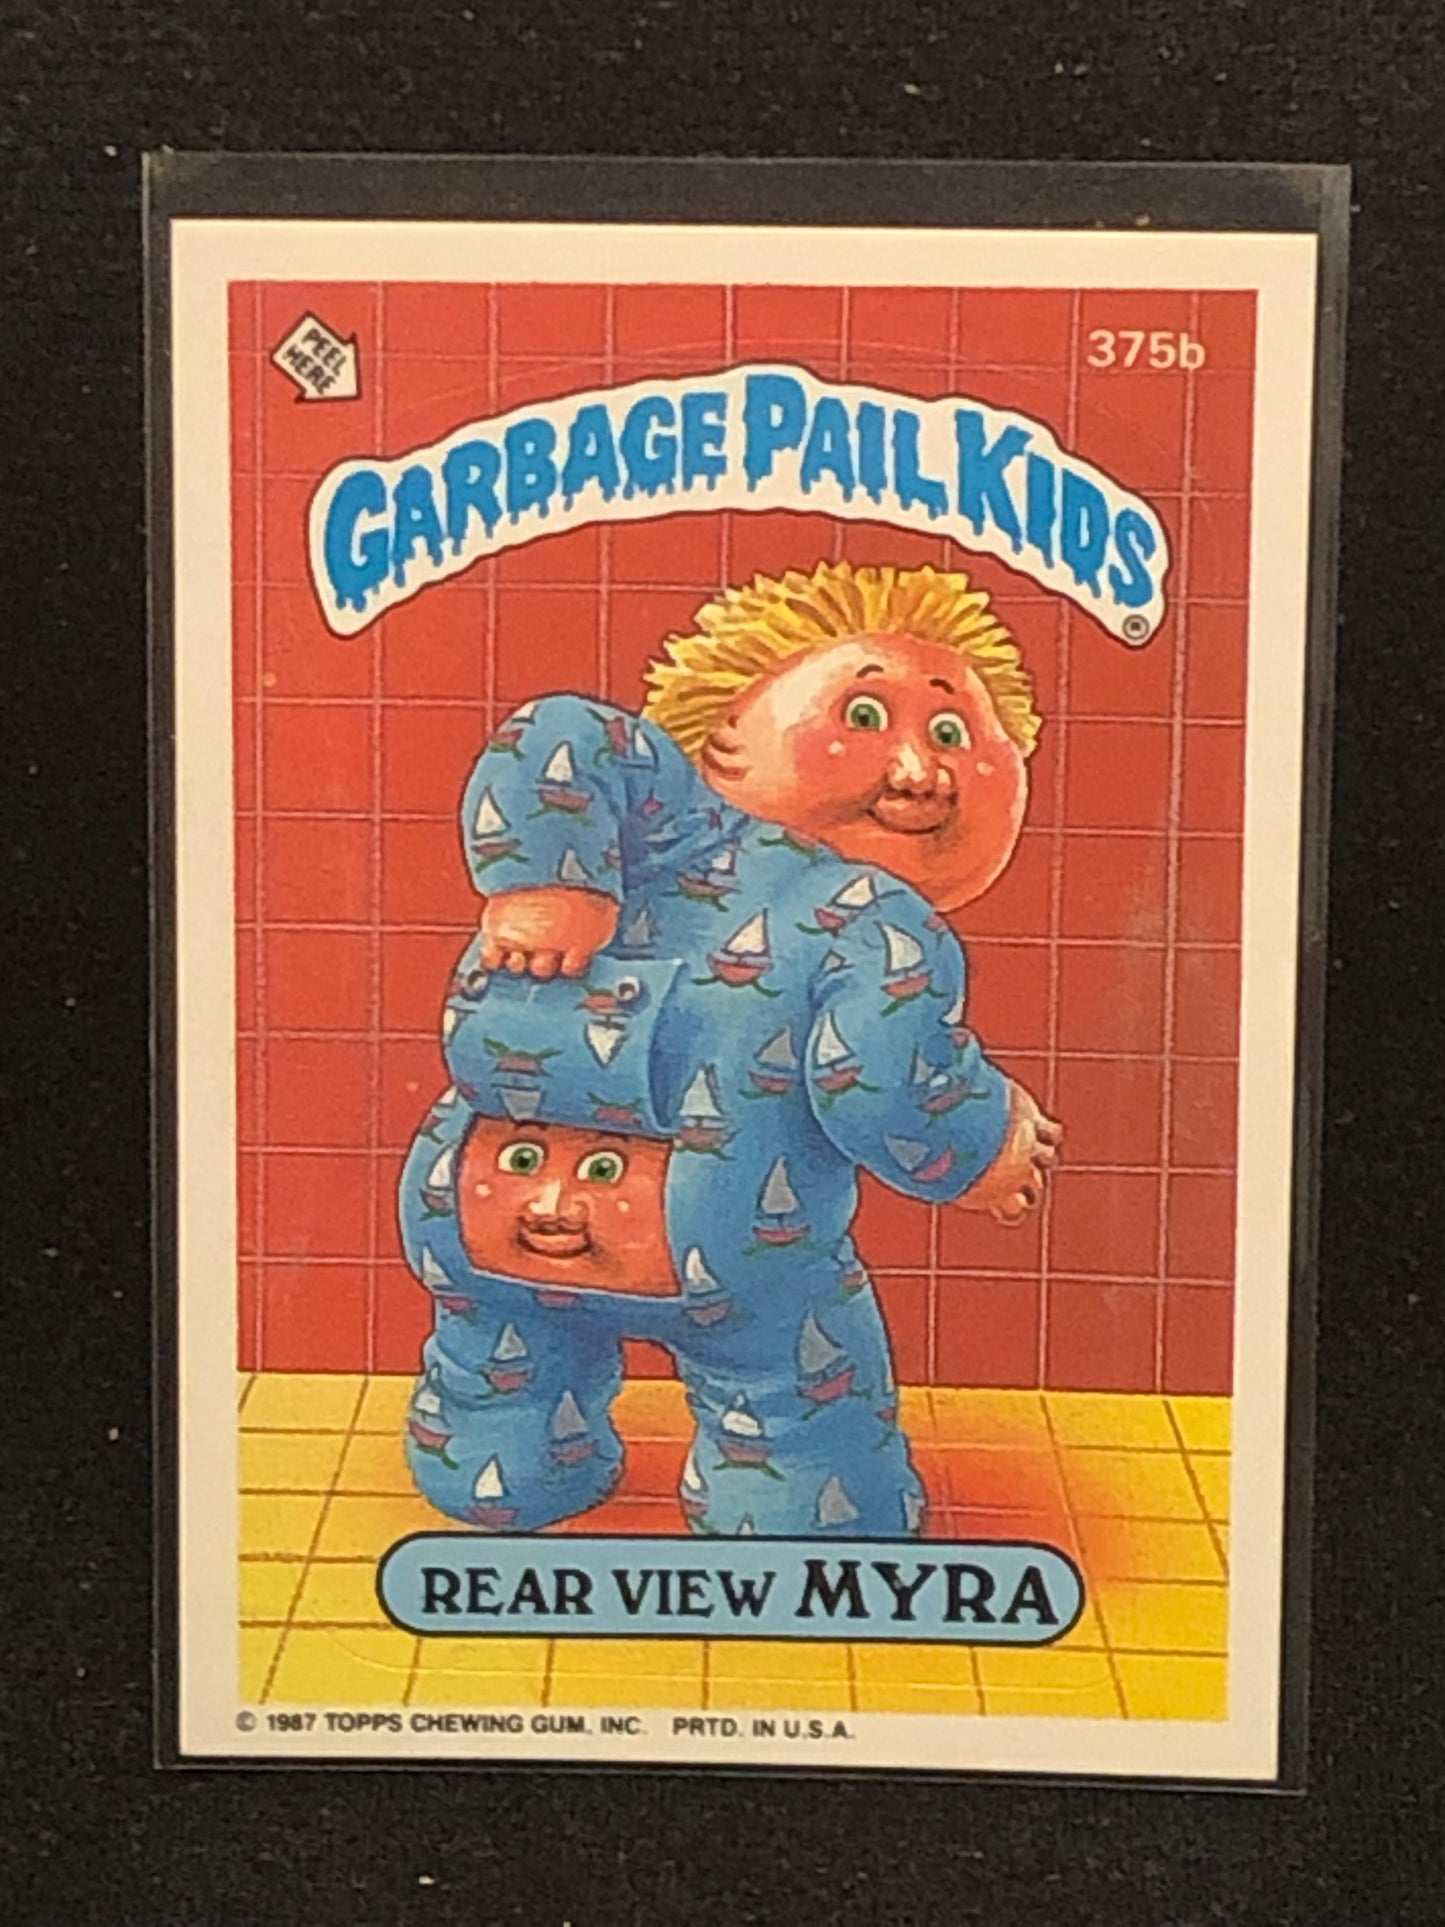 PEEL
HERE
375b
GARBAGE PAIL KIDS
®
REAR VIEW MYRA
© 1987 TOPPS CHEWING GUM, INC. PRTD. IN U.S.A.